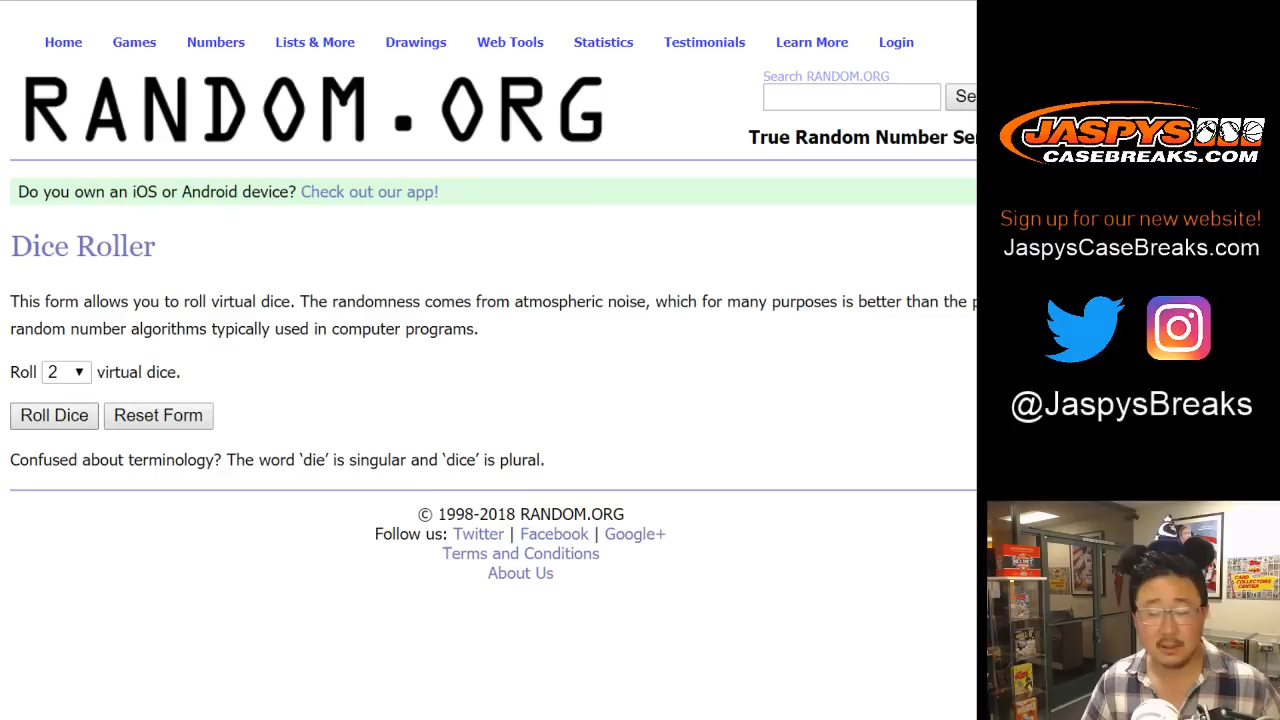 Home Games Numbers Lists & More Drawings Web Tools Statistics Testimonials Learn More Login
RANDOM.ORG
Search RANDOM.ORG
Se
True Random Number Se
Do you own an iOS or Android device? Check out our app!
Dice Roller
This form allows you to roll virtual dice. The randomness comes from atmospheric noise, which for many purposes is better than the p
random number algorithms typically used in computer programs.
Roll 2 virtual dice.
Roll Dice Reset Form
Confused about terminology? The word ‘die’ is singular and ‘dice’ is plural.
© 1998-2018 RANDOM.ORG
Follow us: Twitter | Facebook | Google+
Terms and Conditions
About Us
JASPYS
CASEBREAKS.COM
Sign up for our new website!
JaspysCaseBreaks.com
@JaspysBreaks
CARD
COLLECTORS
CENTER